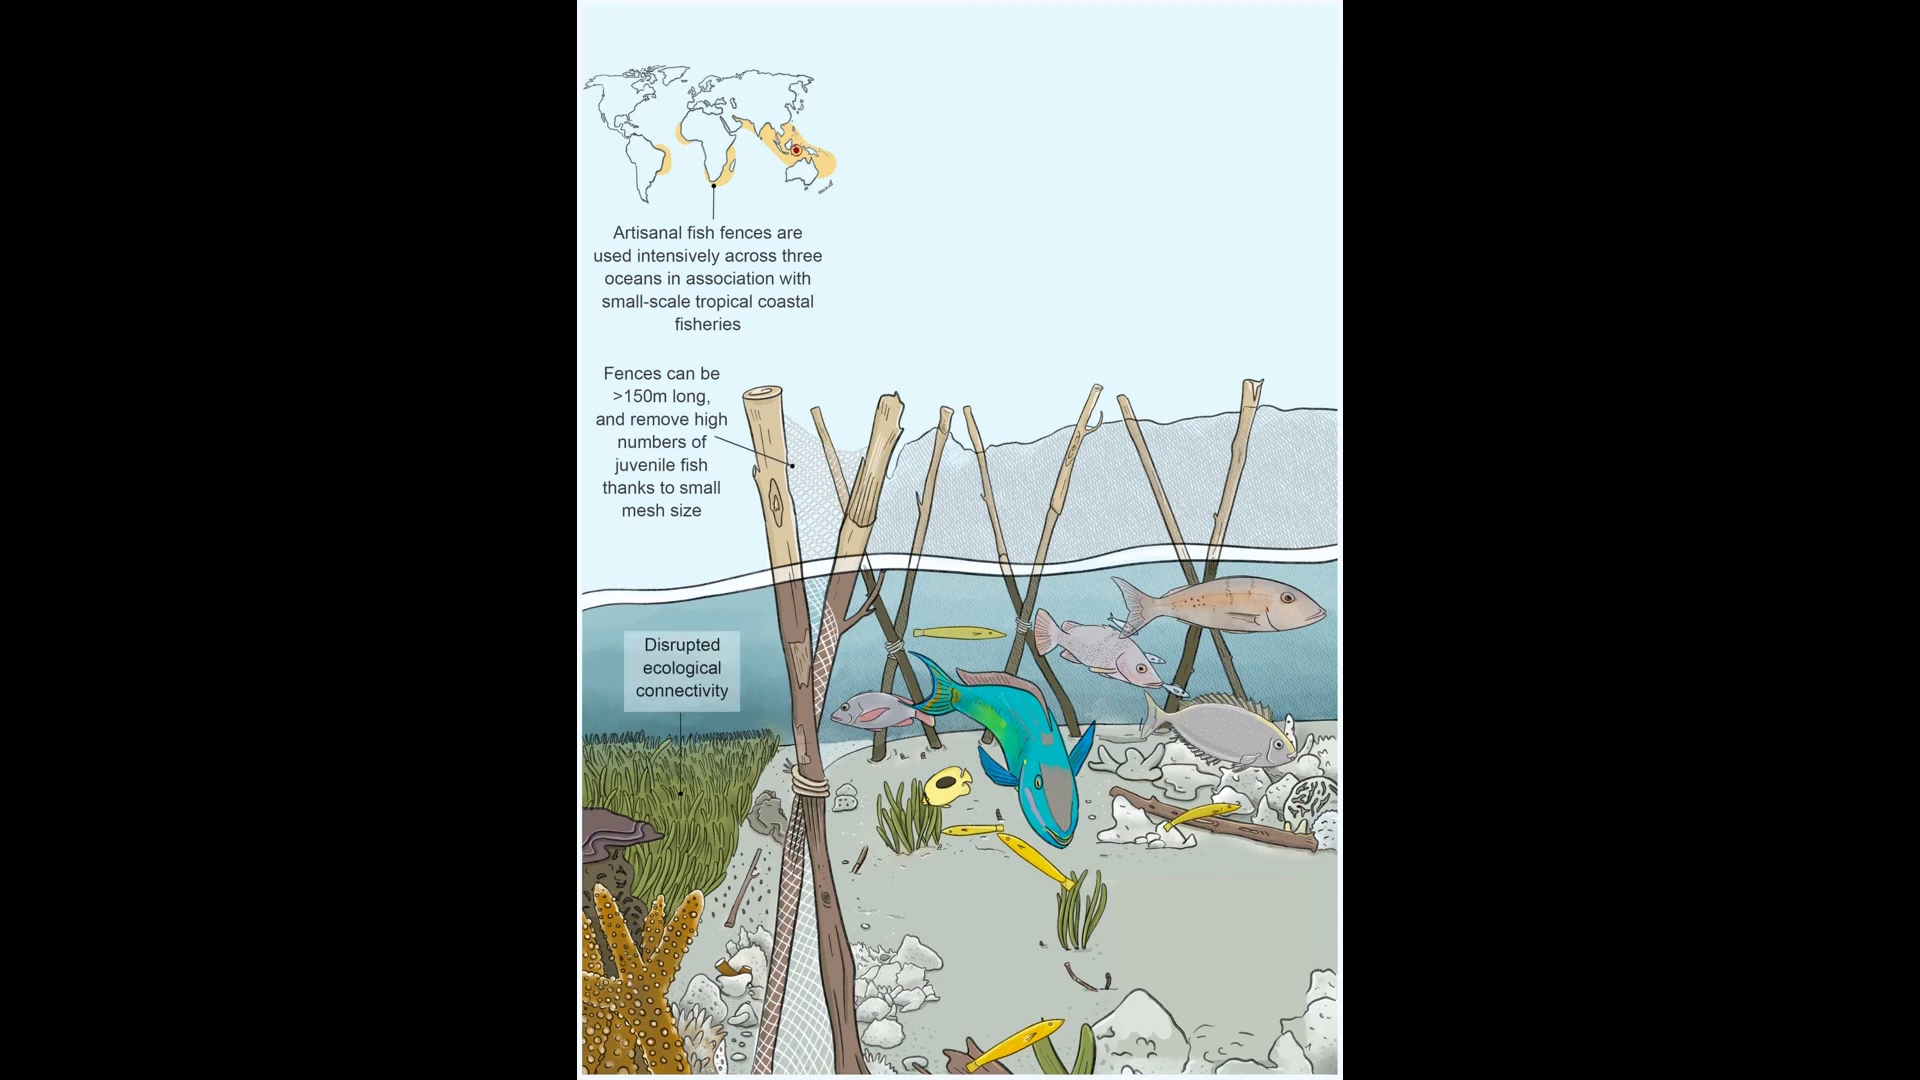 Artisanal fish fences are
used intensively across three
oceans in association with
small-scale tropical coastal
fisheries
Fences can be
>150m long,
and remove high
numbers of
juvenile fish
thanks to small
mesh size
Disrupted
ecological
connectivity